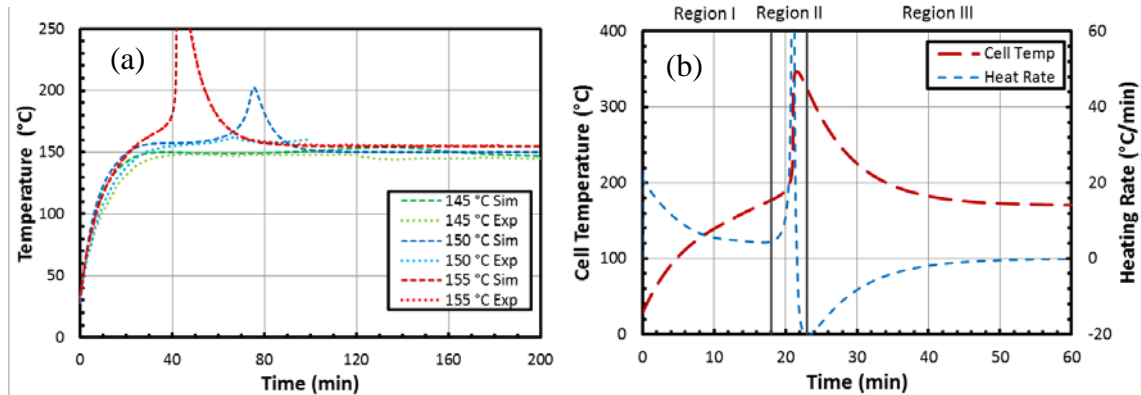 (a)
Temperature (°C)
250
200
150
100
50
0
0 40 80 120 160 200
Time (min)
145 °C Sim
145 °C Exp
150 °C Sim
150 °C Exp
155 °C Sim
155 °C Exp
Region I Region II Region III
(b)
Cell Temperature (°C)
400
300
200
100
0
Cell Temp
Heat Rate
60
40
20
0
-20
Heating Rate (°C/min)
0 10 20 30 40 50 60
Time (min)